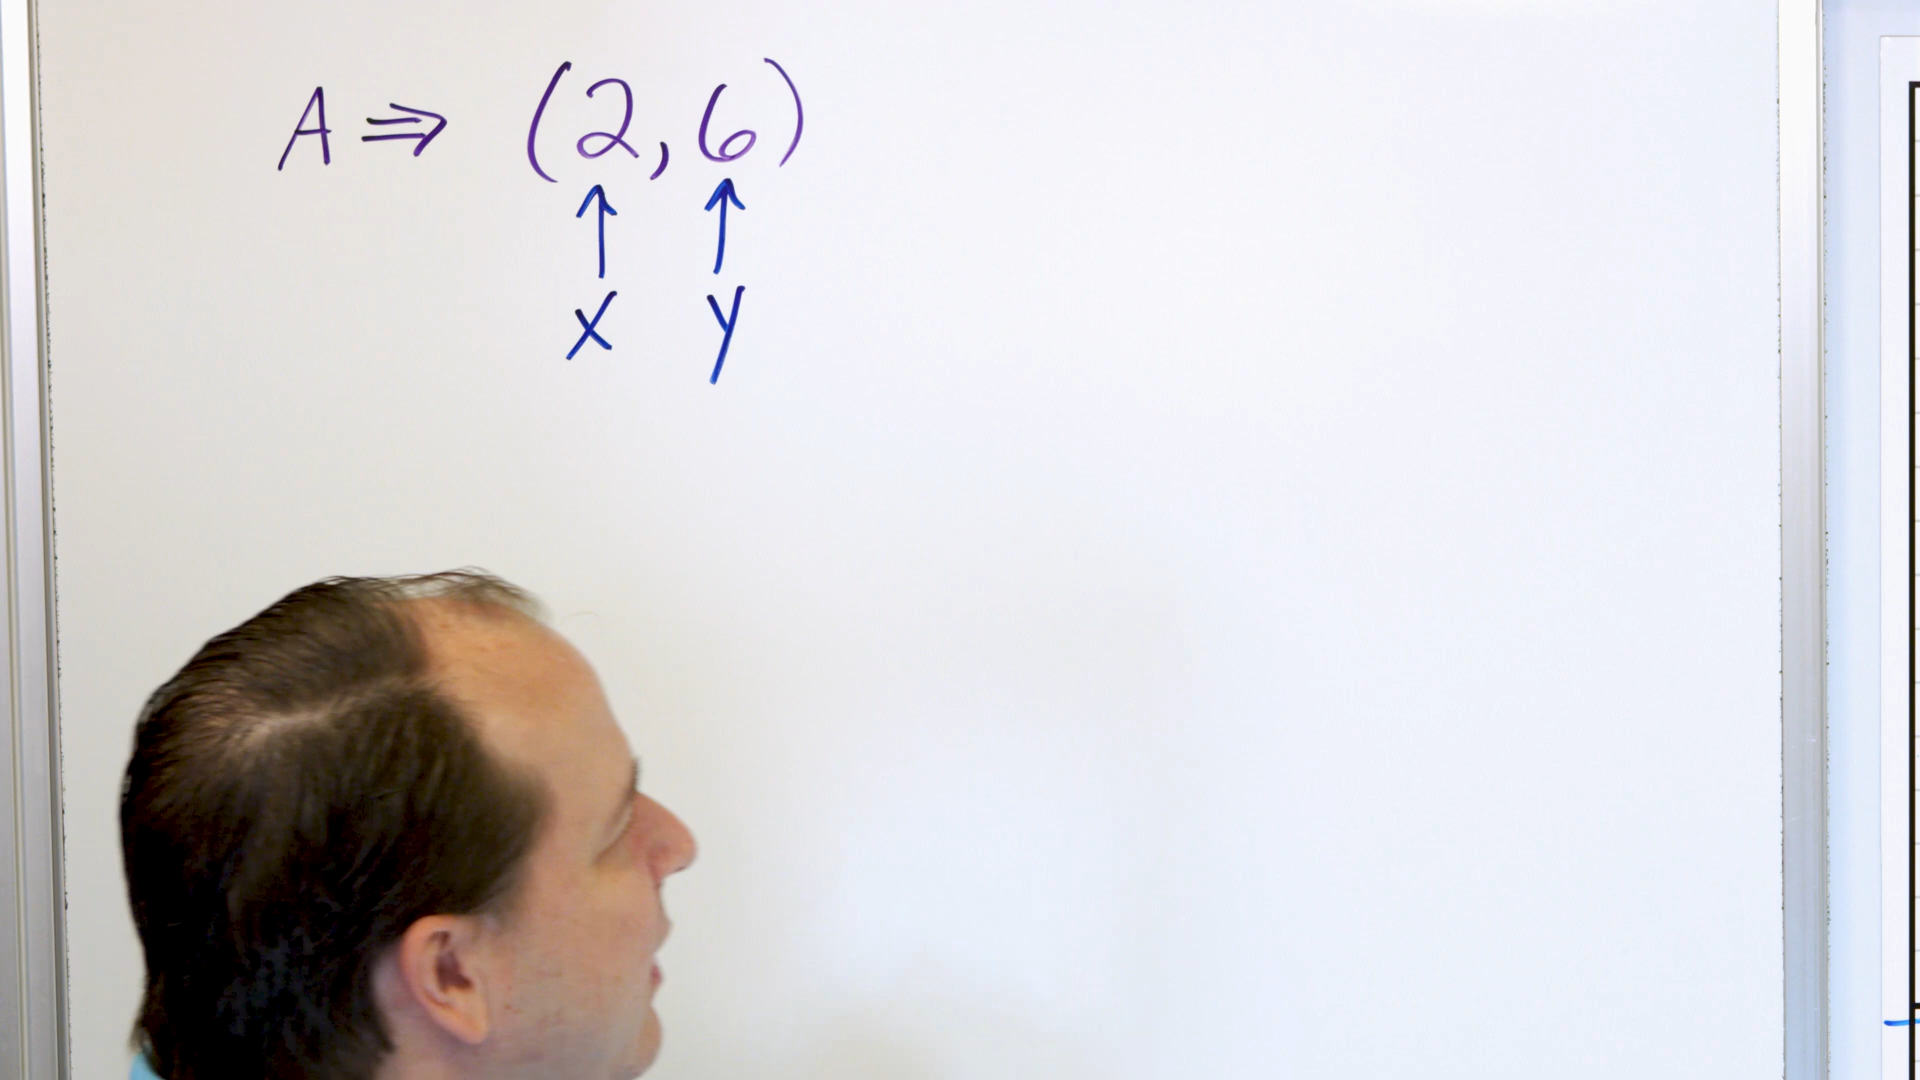 A ⇒ (2,6)
↑ ↑
x y